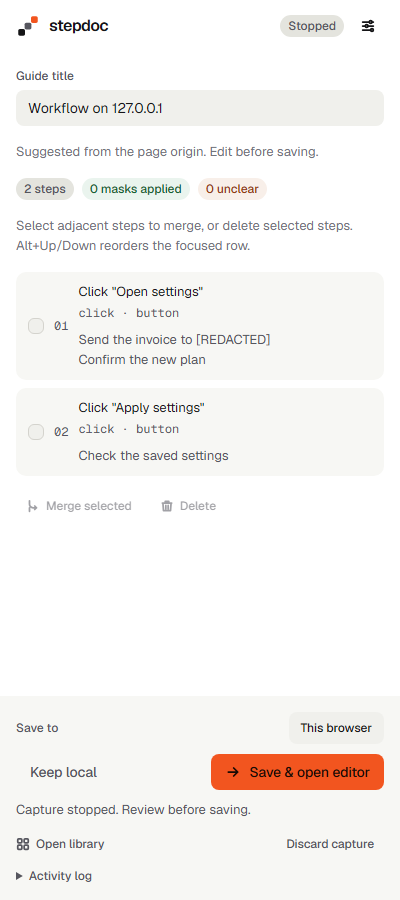 stepdoc
Stopped
Guide title
Workflow on 127.0.0.1
Suggested from the page origin. Edit before saving.
2 steps
0 masks applied
0 unclear
Select adjacent steps to merge, or delete selected steps.
Alt+Up/Down reorders the focused row.
01
Click "Open settings"
click · button
Send the invoice to [REDACTED]
Confirm the new plan
02
Click "Apply settings"
click · button
Check the saved settings
Merge selected
Delete
Save to
This browser
Keep local
Save & open editor
Capture stopped. Review before saving.
Open library
Discard capture
Activity log